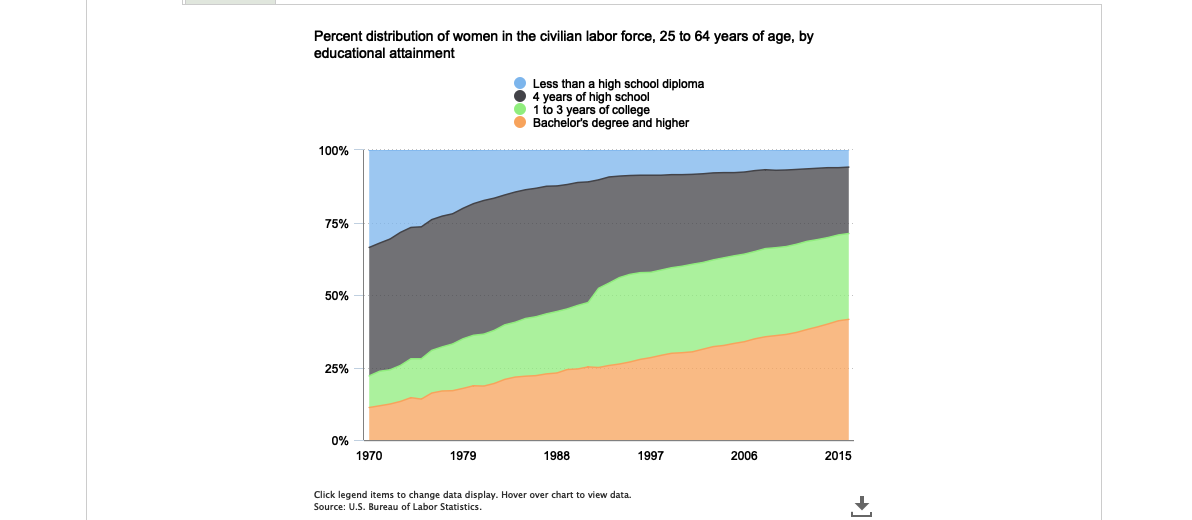 Percent distribution of women in the civilian labor force, 25 to 64 years of age, by
educational attainment
Less than a high school diploma
4 years of high school
1 to 3 years of college
Bachelor's degree and higher
100%
75%
50%
25%
0%
1970 1979 1988 1997 2006 2015
Click legend items to change data display. Hover over chart to view data.
Source: U.S. Bureau of Labor Statistics.